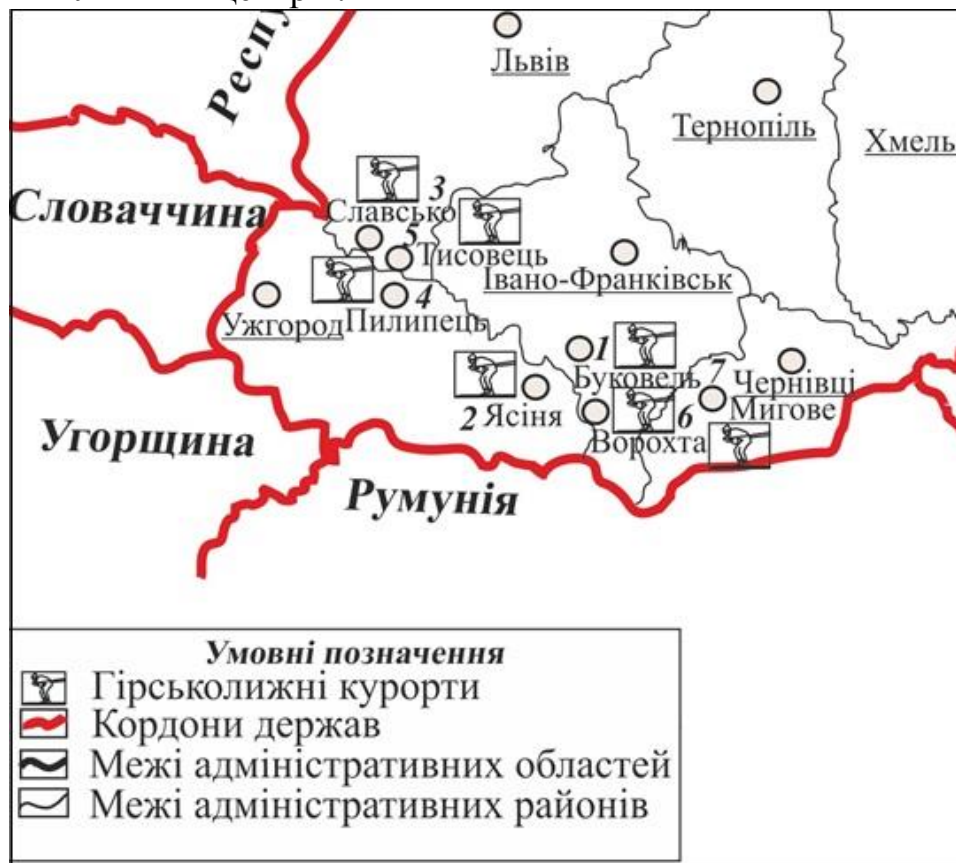 Респу
Львів
Тернопіль
Хмель
Словаччина
3
Славсько
5
Тисовець
Івано-Франківськ
Ужгород
4
Пилипець
1
Буковель
7
Чернівці
2 Ясіня
6
Мигове
Ворохта
Угорщина
Румунія
Умовні позначення
Гірськолижні курорти
Кордони держав
Межі адміністративних областей
Межі адміністративних районів